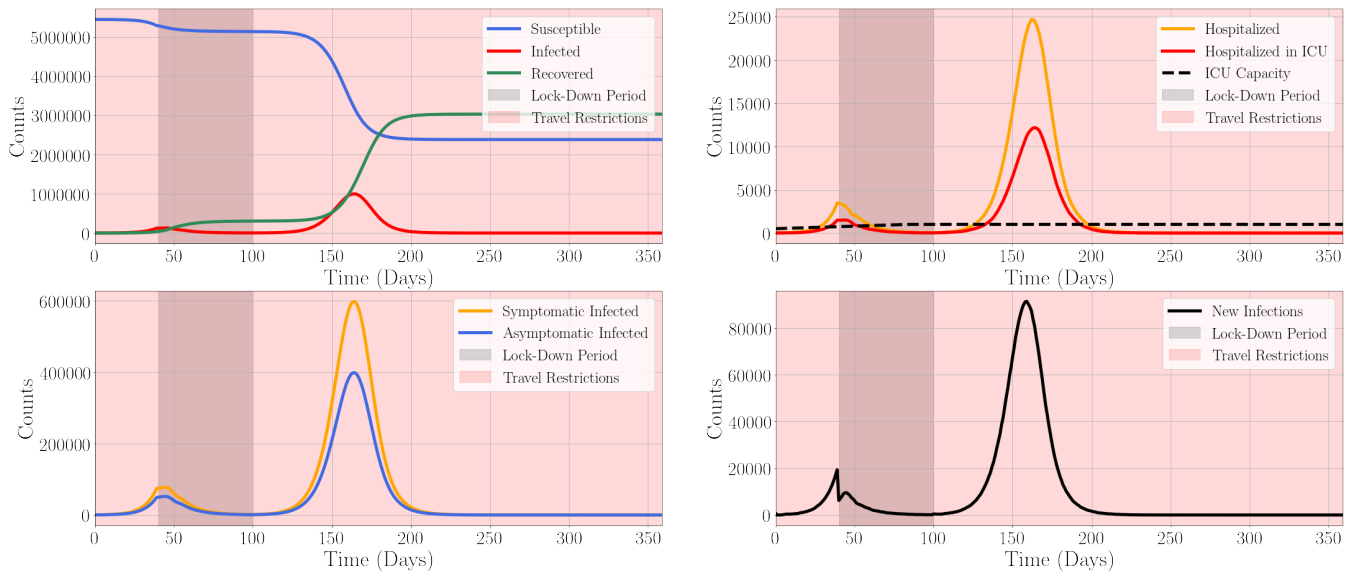 Counts
5000000
4000000
3000000
2000000
1000000
0
Susceptible
Infected
Recovered
Lock-Down Period
Travel Restrictions
0 50 100 150 200 250 300 350
Time (Days)
Counts
25000
20000
15000
10000
5000
0
Hospitalized
Hospitalized in ICU
ICU Capacity
Lock-Down Period
Travel Restrictions
0 50 100 150 200 250 300 350
Time (Days)
Counts
600000
400000
200000
0
Symptomatic Infected
Asymptomatic Infected
Lock-Down Period
Travel Restrictions
0 50 100 150 200 250 300 350
Time (Days)
Counts
80000
60000
40000
20000
0
New Infections
Lock-Down Period
Travel Restrictions
0 50 100 150 200 250 300 350
Time (Days)